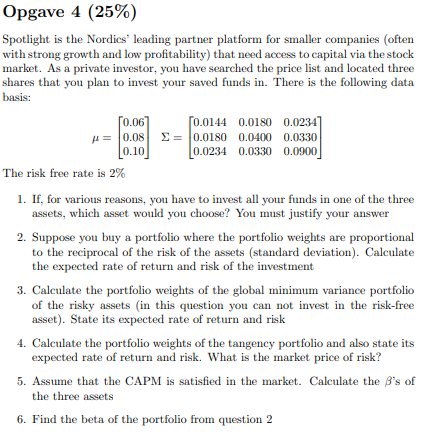 Opgave 4 (25%)
Spotlight is the Nordics' leading partner platform for smaller companies (often
with strong growth and low profitability) that need access to capital via the stock
market. As a private investor, you have searched the price list and located three
shares that you plan to invest your saved funds in. There is the following data
basis:
μ = [0.06 0.08 0.10] Σ = [0.0144 0.0180 0.0234
0.0180 0.0400 0.0330
0.0234 0.0330 0.0900]
The risk free rate is 2%
1. If, for various reasons, you have to invest all your funds in one of the three
assets, which asset would you choose? You must justify your answer
2. Suppose you buy a portfolio where the portfolio weights are proportional
to the reciprocal of the risk of the assets (standard deviation). Calculate
the expected rate of return and risk of the investment
3. Calculate the portfolio weights of the global minimum variance portfolio
of the risky assets (in this question you can not invest in the risk-free
asset). State its expected rate of return and risk
4. Calculate the portfolio weights of the tangency portfolio and also state its
expected rate of return and risk. What is the market price of risk?
5. Assume that the CAPM is satisfied in the market. Calculate the β's of
the three assets
6. Find the beta of the portfolio from question 2